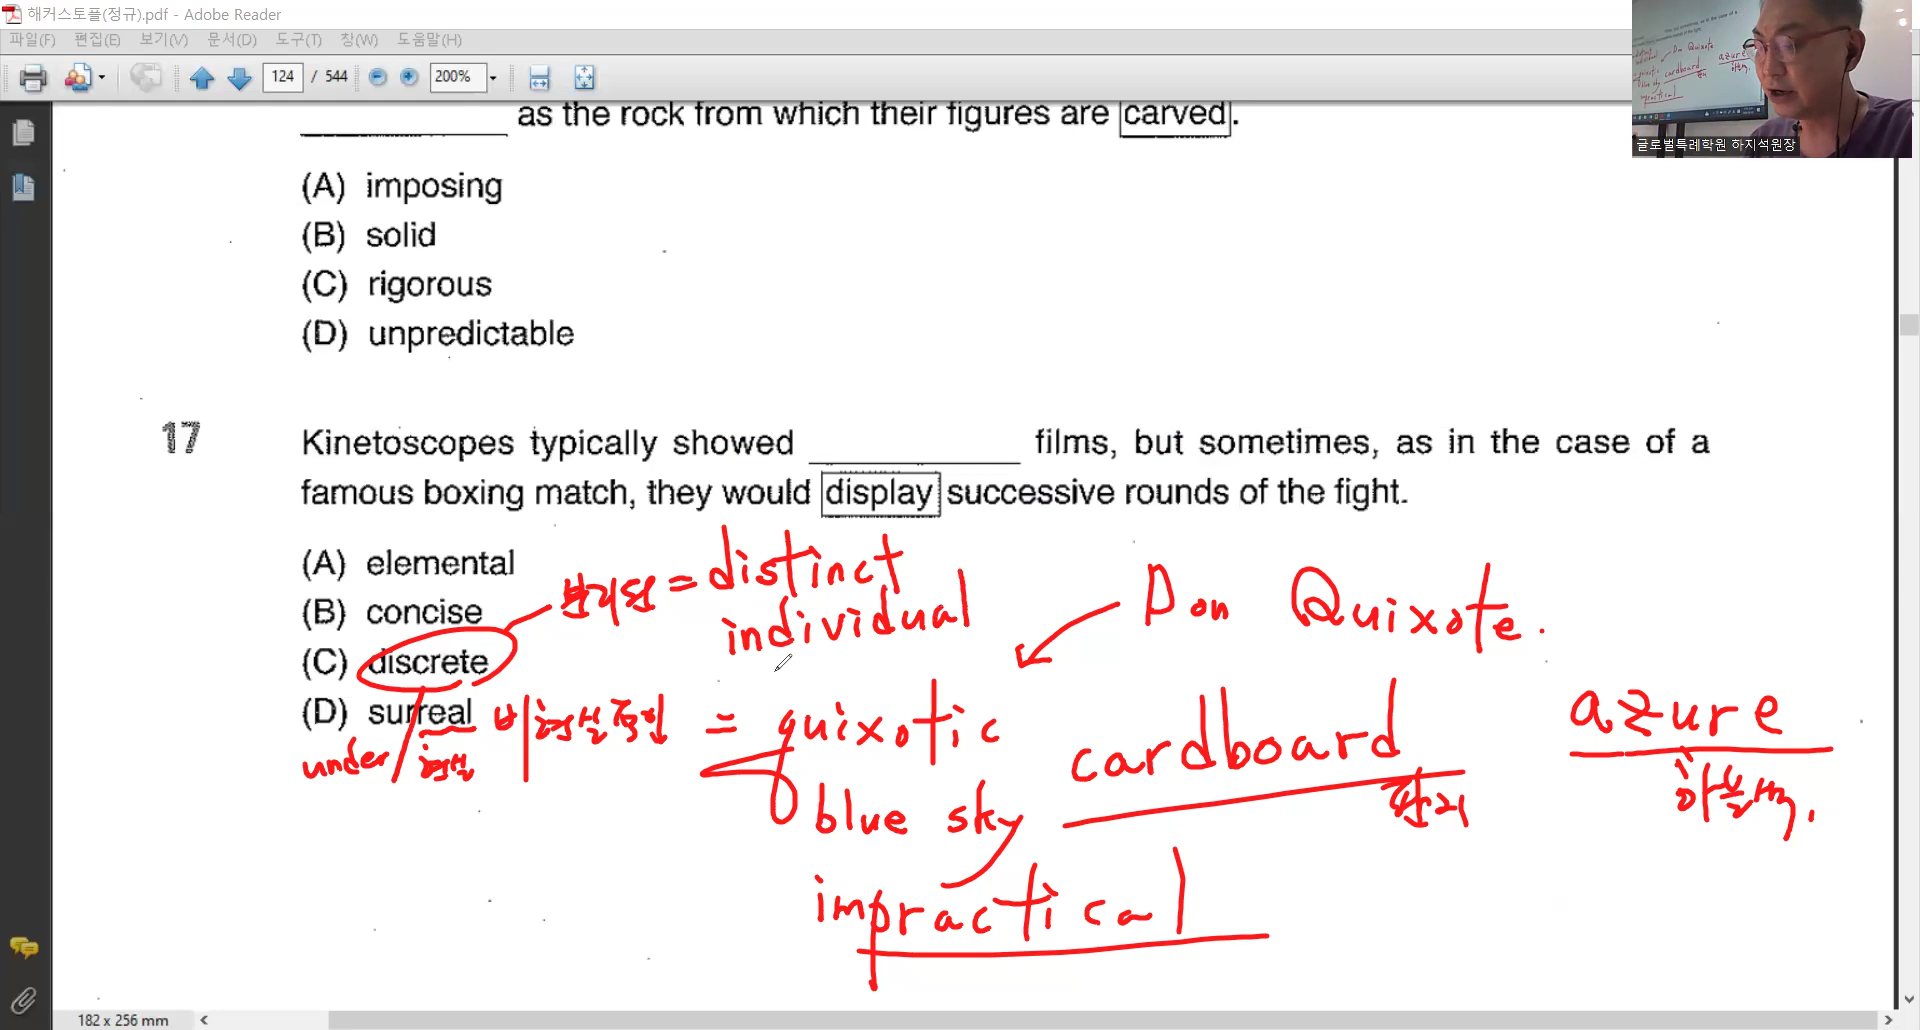 해커스토플(정규).pdf - Adobe Reader
파일(F) 편집(E) 보기(V) 문서(D) 도구(T) 창(W) 도움말(H)
124 / 544 200%
글로벌특례학원 하지석원장
as the rock from which their figures are carved.
(A) imposing
(B) solid
(C) rigorous
(D) unpredictable
17
Kinetoscopes typically showed films, but sometimes, as in the case of a
famous boxing match, they would display successive rounds of the fight.
(A) elemental
(B) concise
(C) discrete
(D) surreal
분리된 = distinct
individual
Don Quixote.
under 현실
비현실적인 = quixotic
cardboard
판지
azure
blue sky
impractical
182 x 256 mm